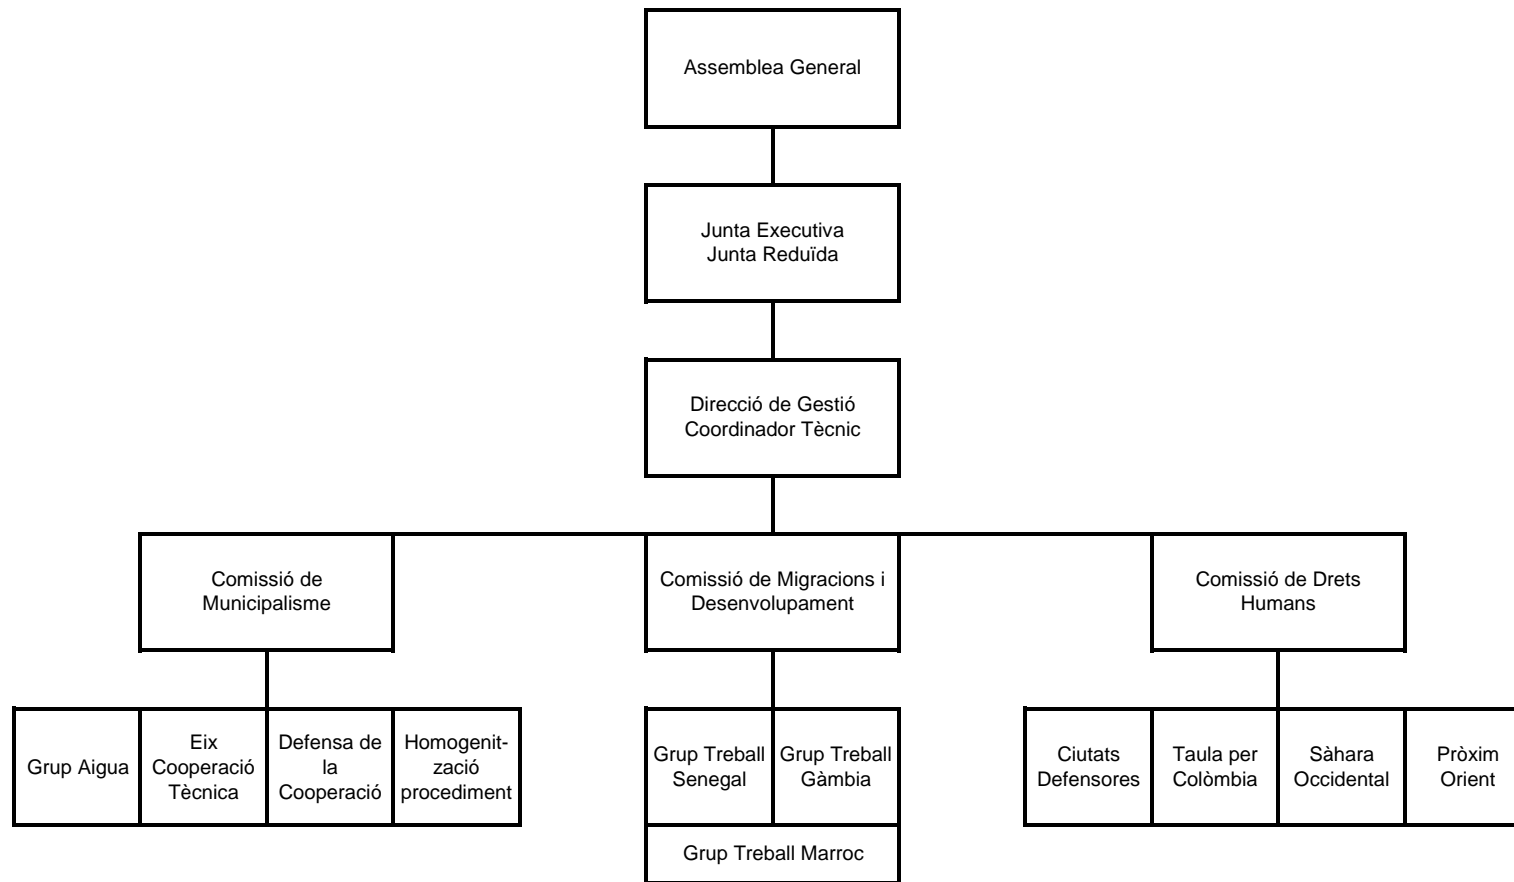 Assemblea General
Junta Executiva
Junta Reduïda
Direcció de Gestió
Coordinador Tècnic
Comissió de
Municipalisme
Comissió de Migracions i
Desenvolupament
Comissió de Drets
Humans
Grup Aigua
Eix
Cooperació
Tècnica
Defensa de
la
Cooperació
Homogenit-
zació
procediment
Grup Treball
Senegal
Grup Treball
Gàmbia
Grup Treball Marroc
Ciutats
Defensores
Taula per
Colòmbia
Sàhara
Occidental
Pròxim
Orient